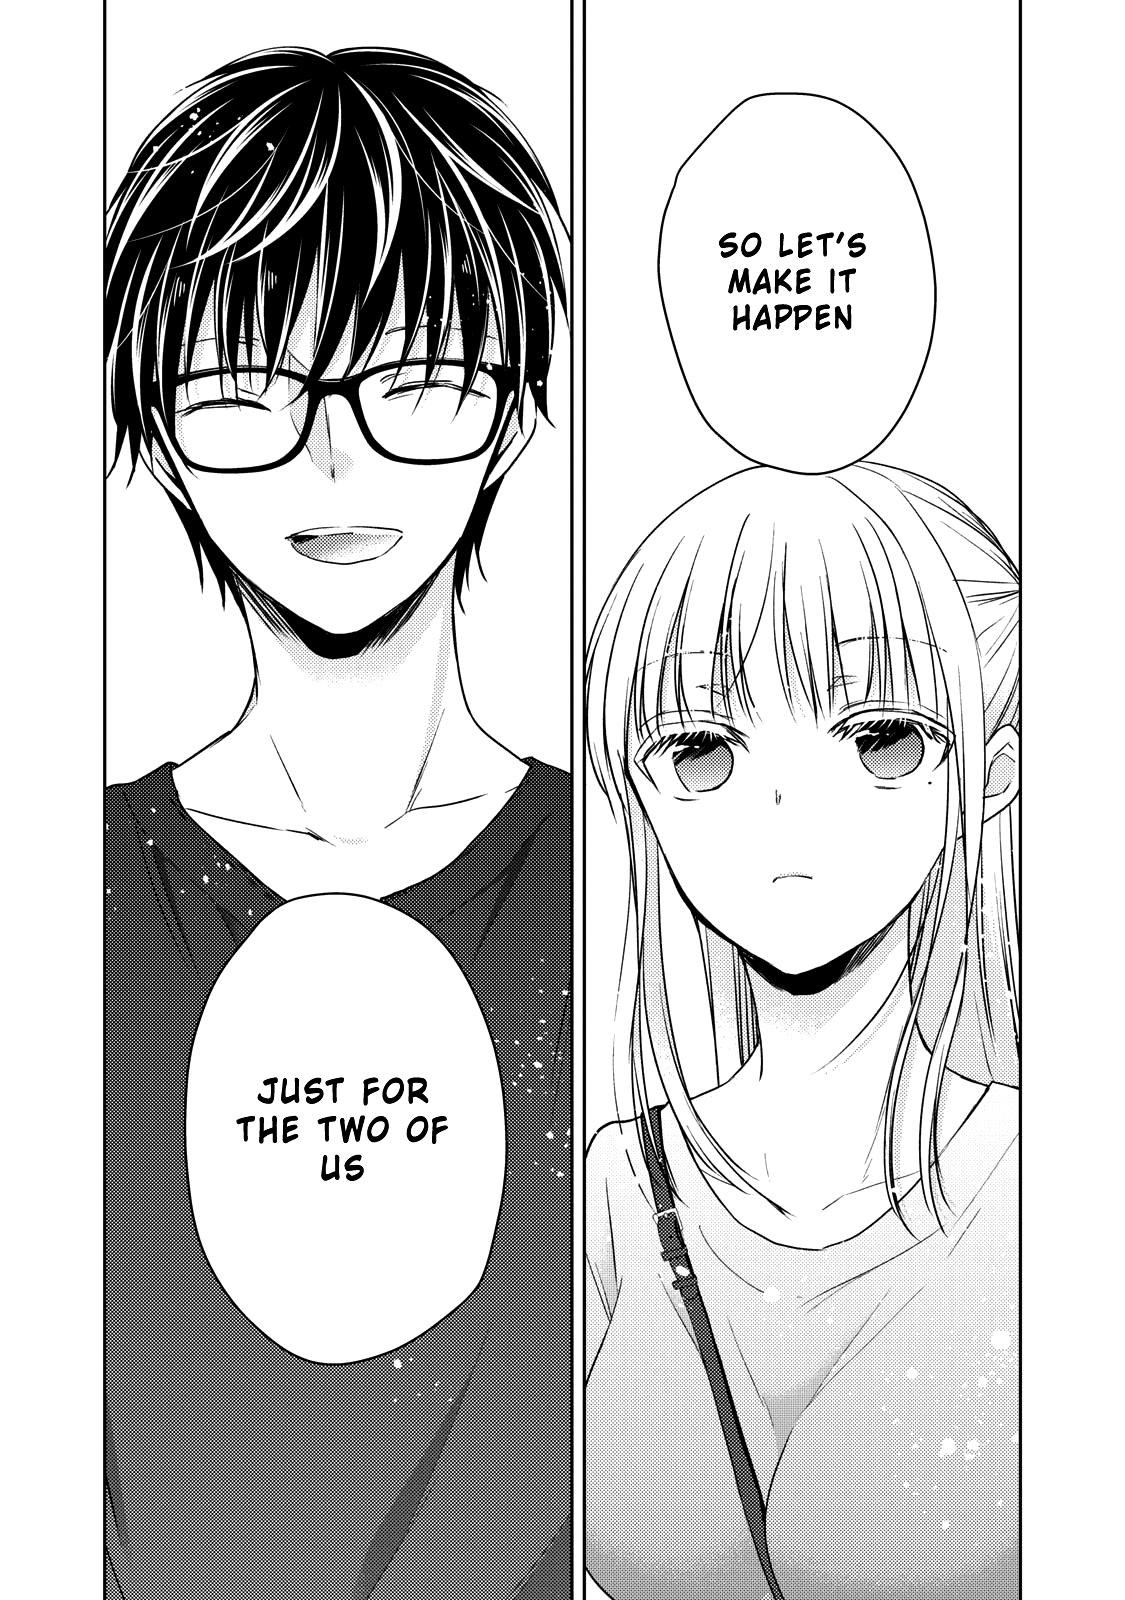 SO LET'S
MAKE IT
HAPPEN
JUST FOR
THE TWO OF
US